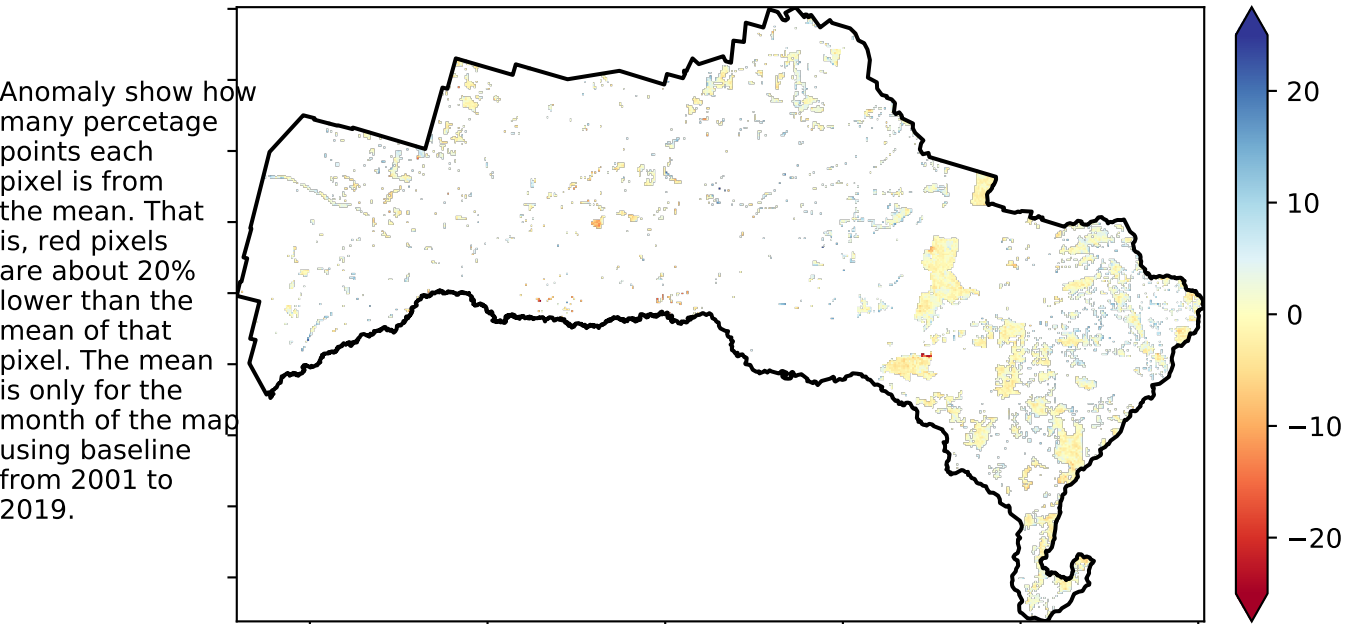 Anomaly show how
many percetage
points each
pixel is from
the mean. That
is, red pixels
are about 20%
lower than the
mean of that
pixel. The mean
is only for the
month of the map
using baseline
from 2001 to
2019.
20
10
0
−10
−20